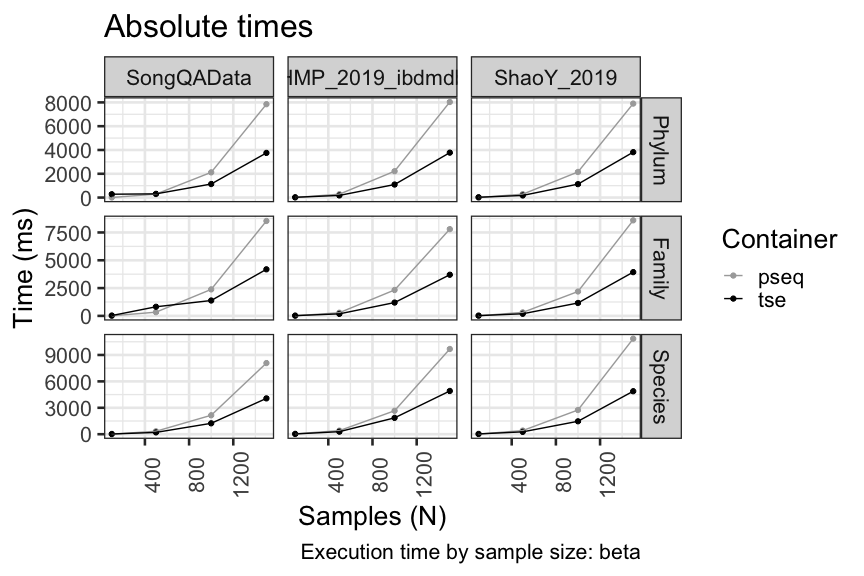 Absolute times
SongQAData
HMP_2019_ibdmdb
ShaoY_2019
8000
6000
4000
2000
0
Phylum
7500
5000
2500
0
Family
9000
6000
3000
0
Species
Time (ms)
400 800 1200
400 800 1200
400 800 1200
Samples (N)
Execution time by sample size: beta
Container
pseq
tse